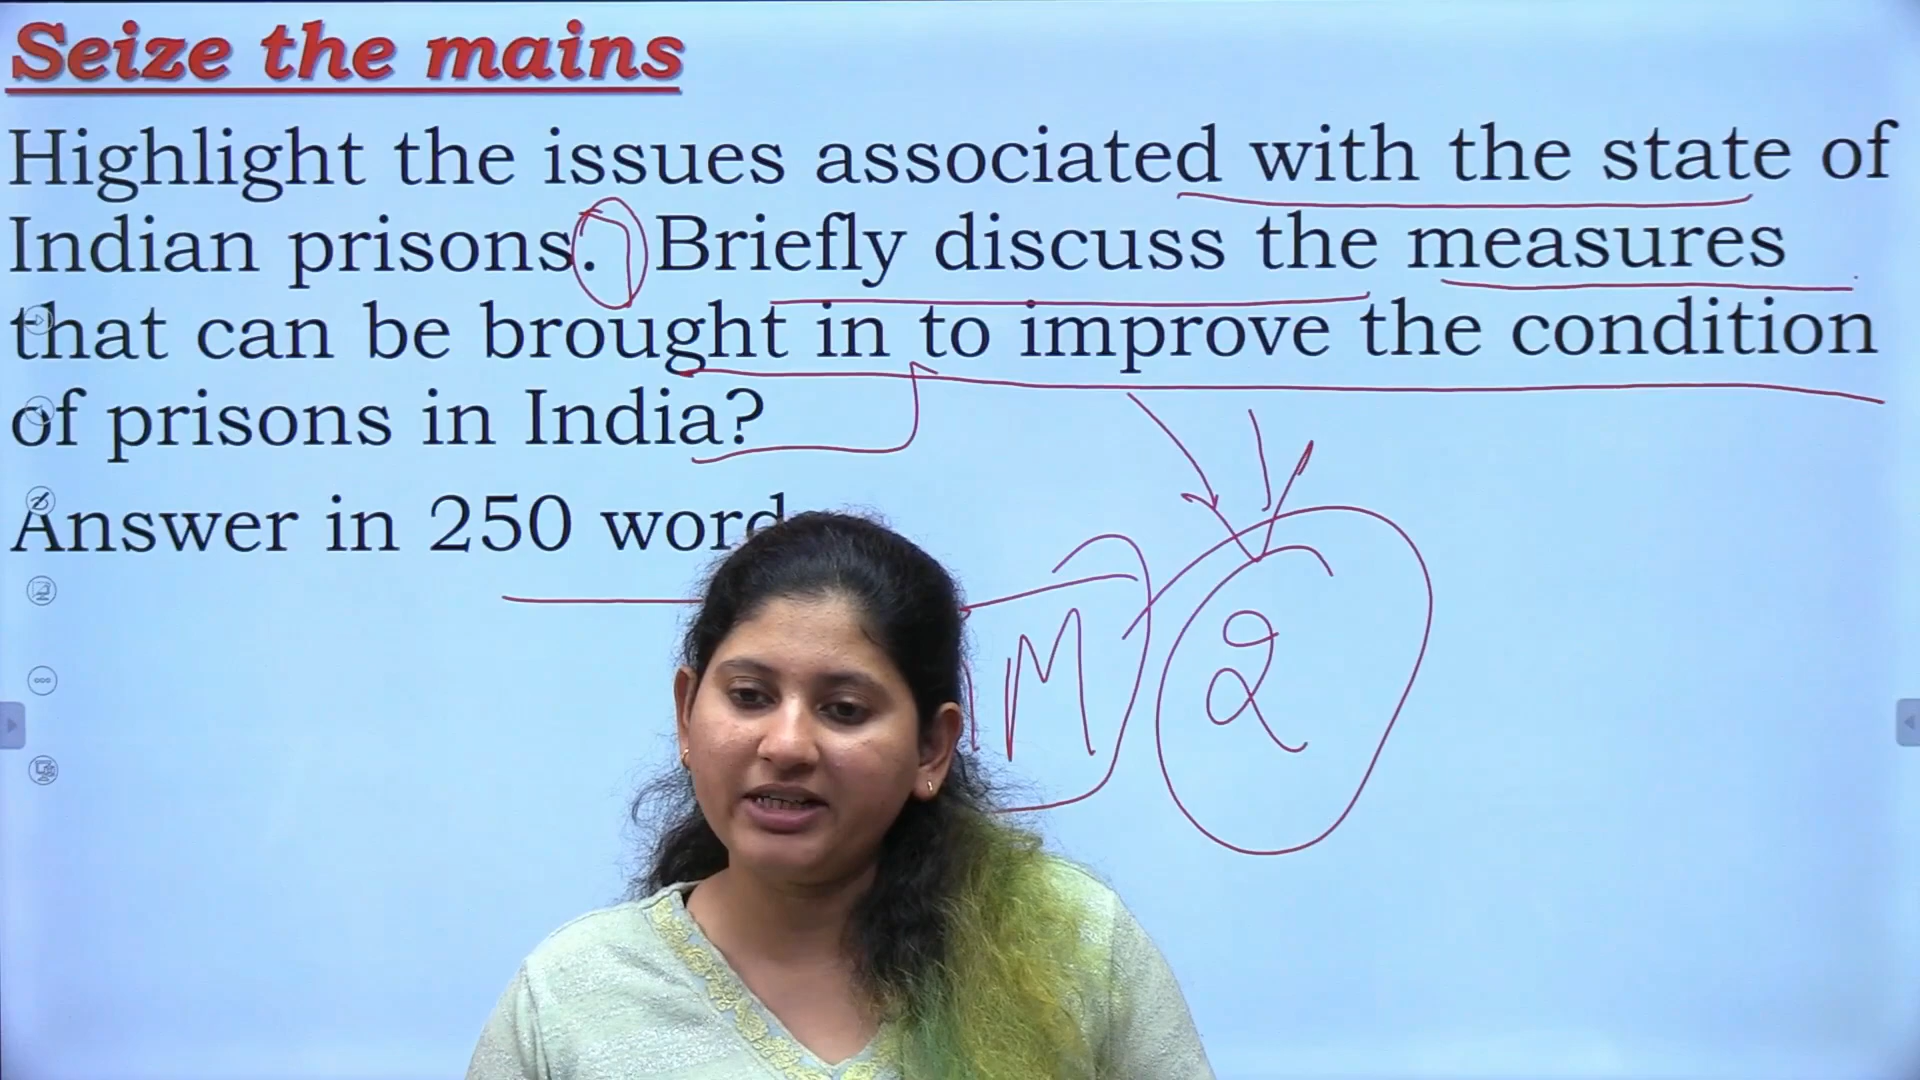 Seize the mains
Highlight the issues associated with the state of
Indian prisons. Briefly discuss the measures
that can be brought in to improve the condition
of prisons in India?
Answer in 250
M
2